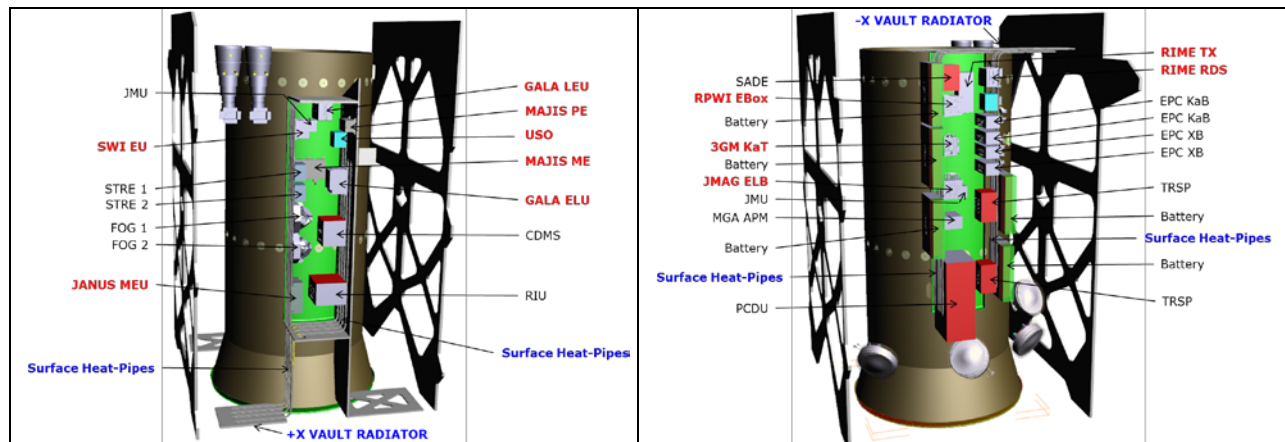 JMU
SWI EU
STRE 1
STRE 2
FOG 1
FOG 2
JANUS MEU
Surface Heat-Pipes
+X VAULT RADIATOR
GALA LEU
MAJIS PE
USO
MAJIS ME
GALA ELU
CDMS
RIU
Surface Heat-Pipes
-X VAULT RADIATOR
SADE
RPWI EBox
Battery
3GM KaT
Battery
JMAG ELB
JMU
MGA APM
Battery
Surface Heat-Pipes
PCDU
RIME TX
RIME RDS
EPC KaB
EPC KaB
EPC XB
EPC XB
TRSP
Battery
Surface Heat-Pipes
Battery
TRSP